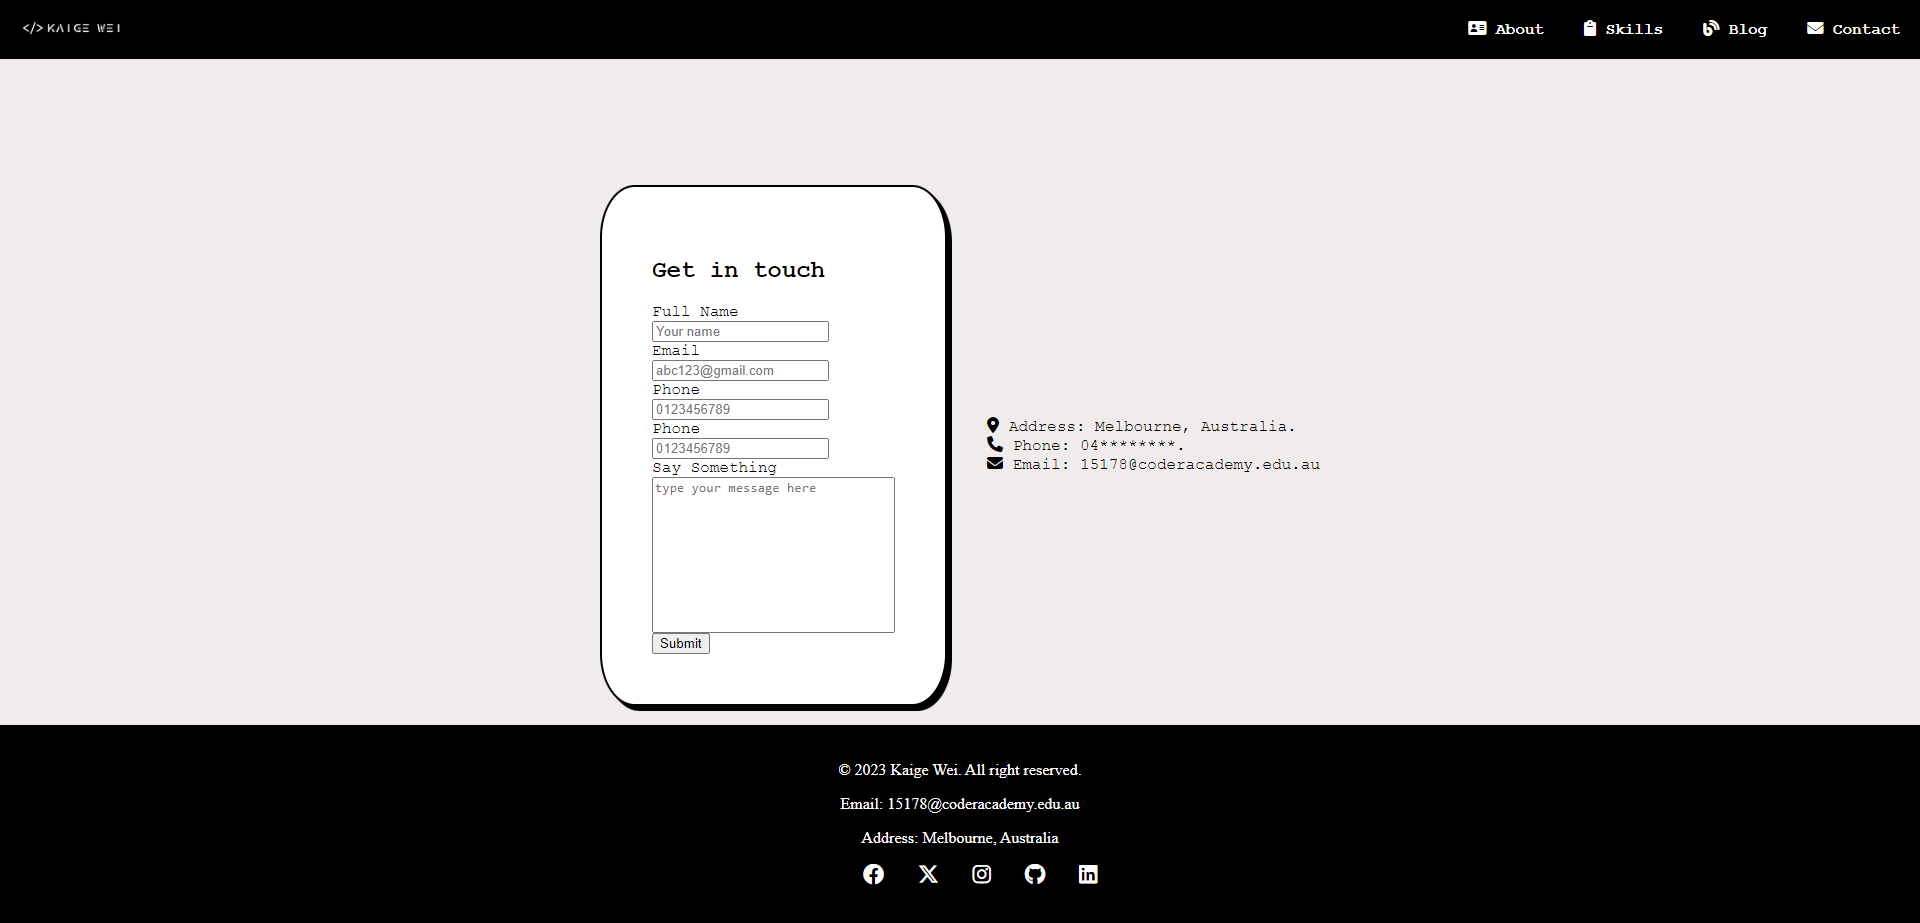 </> KAIGE WEI
About Skills Blog Contact
Get in touch
Full Name
Your name
Email
abc123@gmail.com
Phone
0123456789
Phone
0123456789
Say Something
type your message here
Submit
Address: Melbourne, Australia.
Phone: 04********.
Email: 15178@coderacademy.edu.au
© 2023 Kaige Wei. All right reserved.
Email: 15178@coderacademy.edu.au
Address: Melbourne, Australia